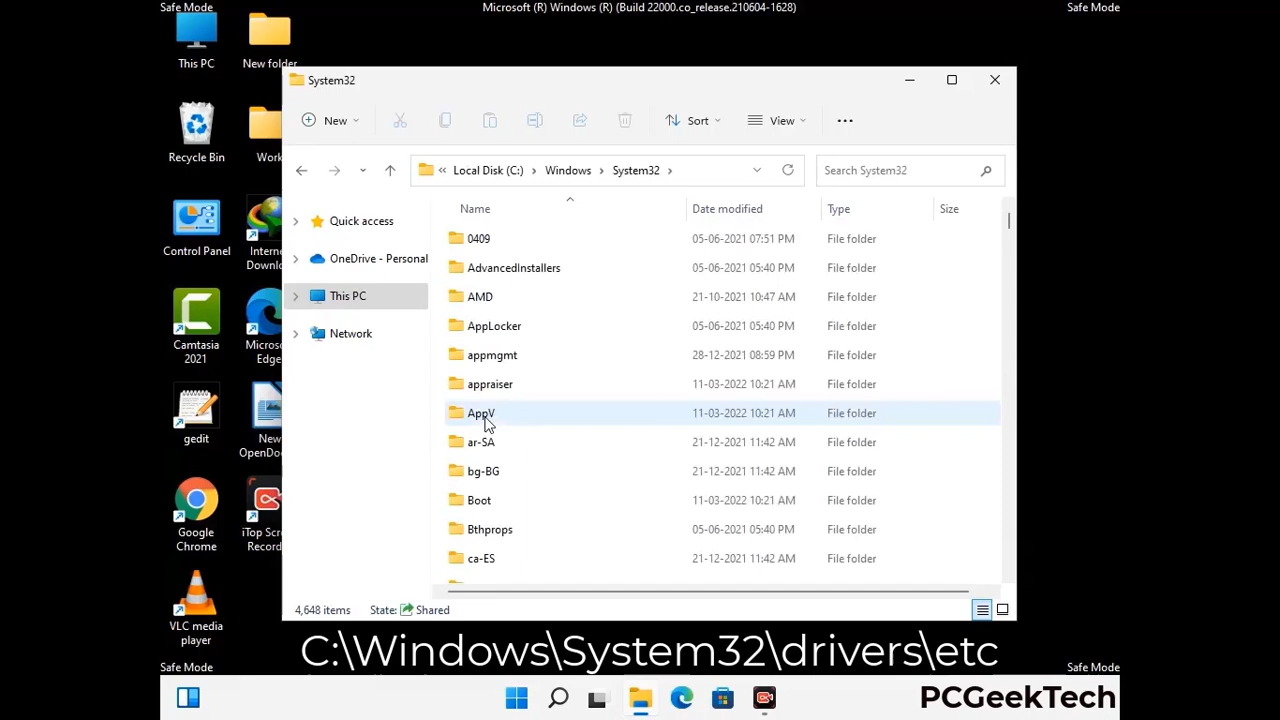 Safe Mode
Microsoft (R) Windows (R) (Build 22000.co_release.210604-1628)
Safe Mode
This PC
New folder
Recycle Bin
Work
Control Panel
Internet
Downlo
Camtasia
2021
Micros
Edge
gedit
New
OpenDoc
Google
Chrome
iTop Scre
Record
VLC media
player
System32
New
Sort
View
Local Disk (C:)
Windows
System32
Search System32
Quick access
OneDrive - Personal
This PC
Network
Name Date modified Type Size
0409 05-06-2021 07:51 PM File folder
AdvancedInstallers 05-06-2021 05:40 PM File folder
AMD 21-10-2021 10:47 AM File folder
AppLocker 05-06-2021 05:40 PM File folder
appmgmt 28-12-2021 08:59 PM File folder
appraiser 11-03-2022 10:21 AM File folder
AppV 11-03-2022 10:21 AM File folder
ar-SA 21-12-2021 11:42 AM File folder
bg-BG 21-12-2021 11:42 AM File folder
Boot 11-03-2022 10:21 AM File folder
Bthprops 05-06-2021 05:40 PM File folder
ca-ES 21-12-2021 11:42 AM File folder
4,648 items State: Shared
C:\Windows\System32\drivers\etc
Safe Mode
Safe Mode
PCGeekTech